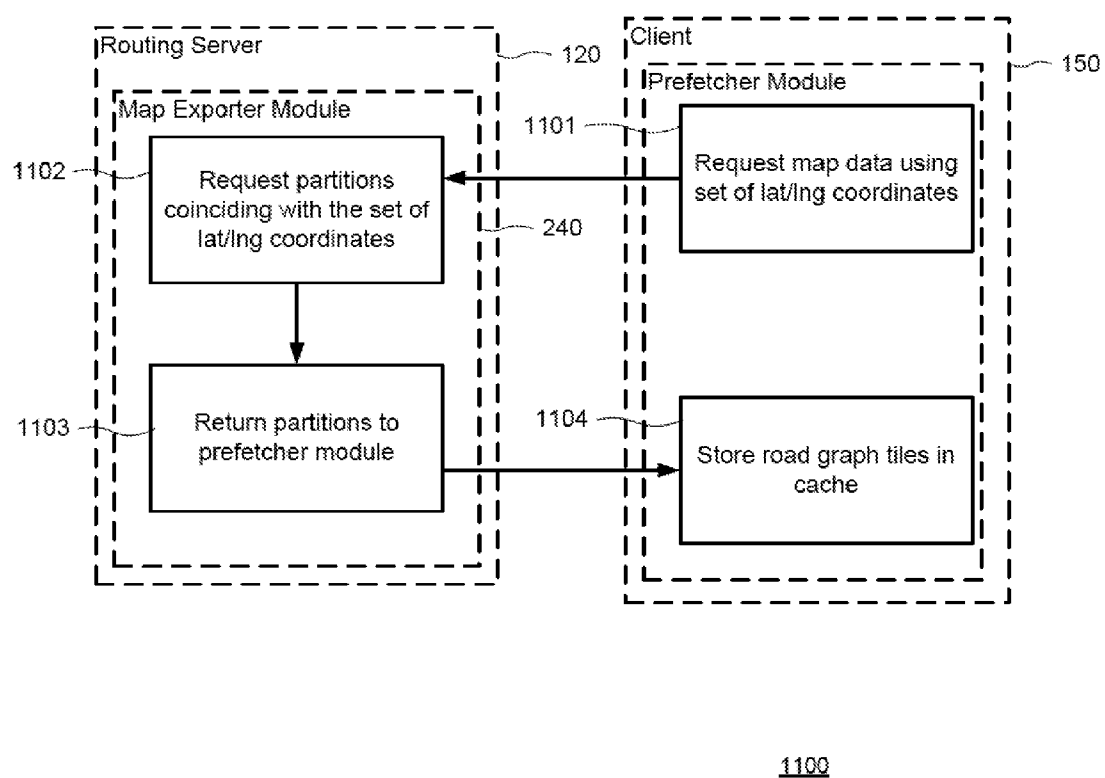 Routing Server
120
Map Exporter Module
1102
Request partitions
coinciding with the set of
lat/lng coordinates
240
1103
Return partitions to
prefetcher module
Client
150
Prefetcher Module
1101
Request map data using
set of lat/lng coordinates
1104
Store road graph tiles in
cache
1100